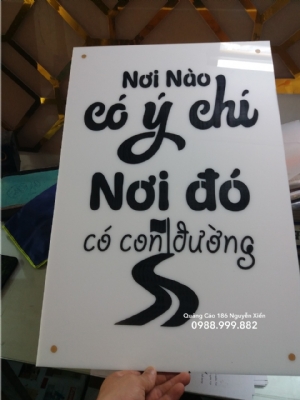 Nơi Nào
có ý chí
Nơi đó
có con đường
Quảng Cáo 186 Nguyễn Xiển
0988.999.882